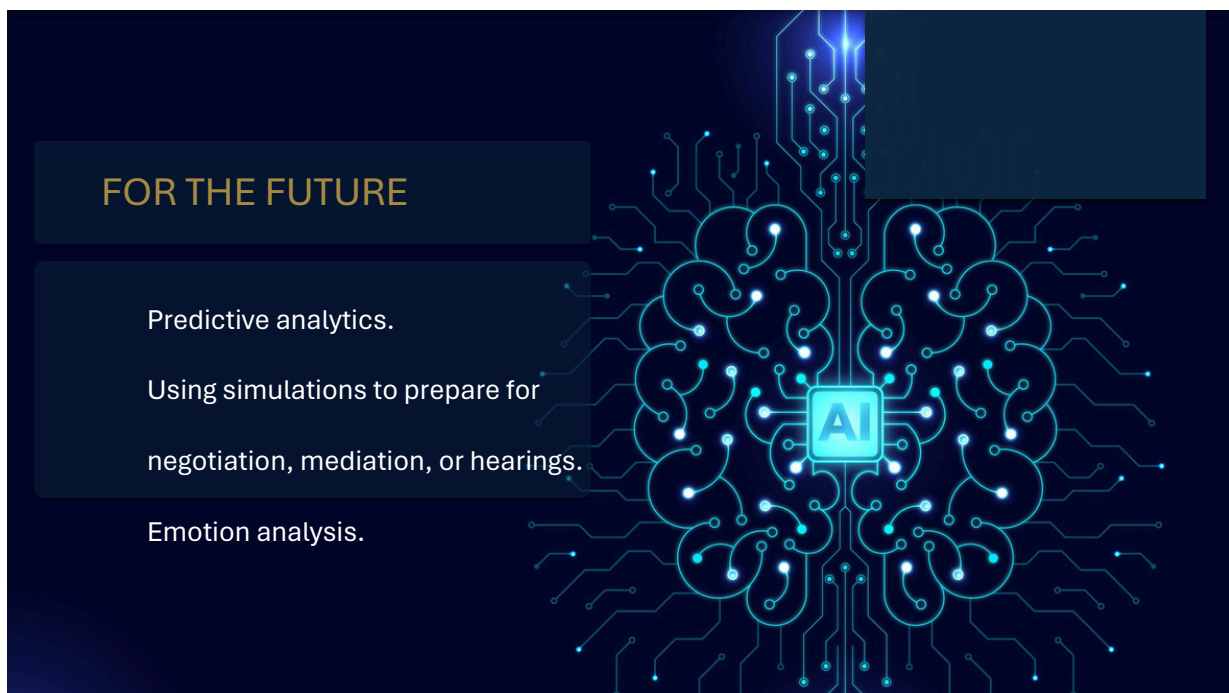 FOR THE FUTURE
Predictive analytics.
Using simulations to prepare for
negotiation, mediation, or hearings.
Emotion analysis.
AI